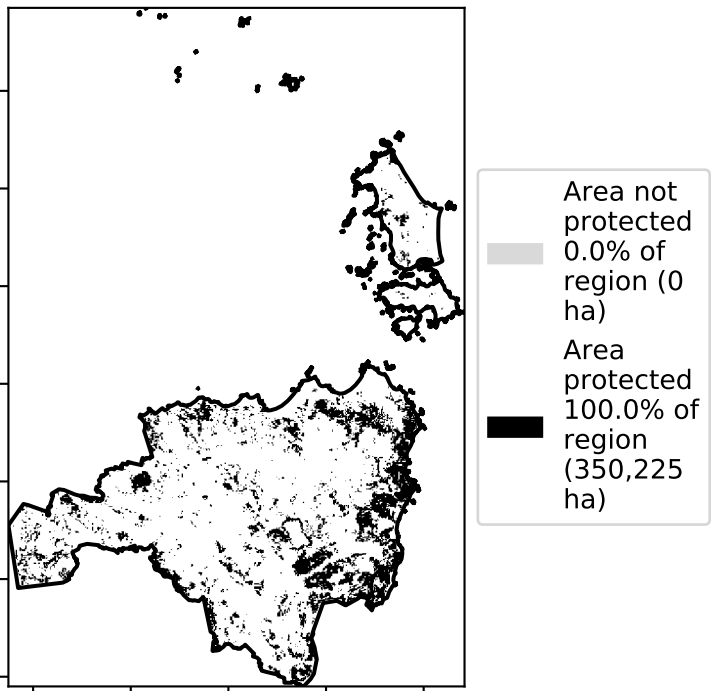 Area not
protected
0.0% of
region (0
ha)
Area
protected
100.0% of
region
(350,225
ha)